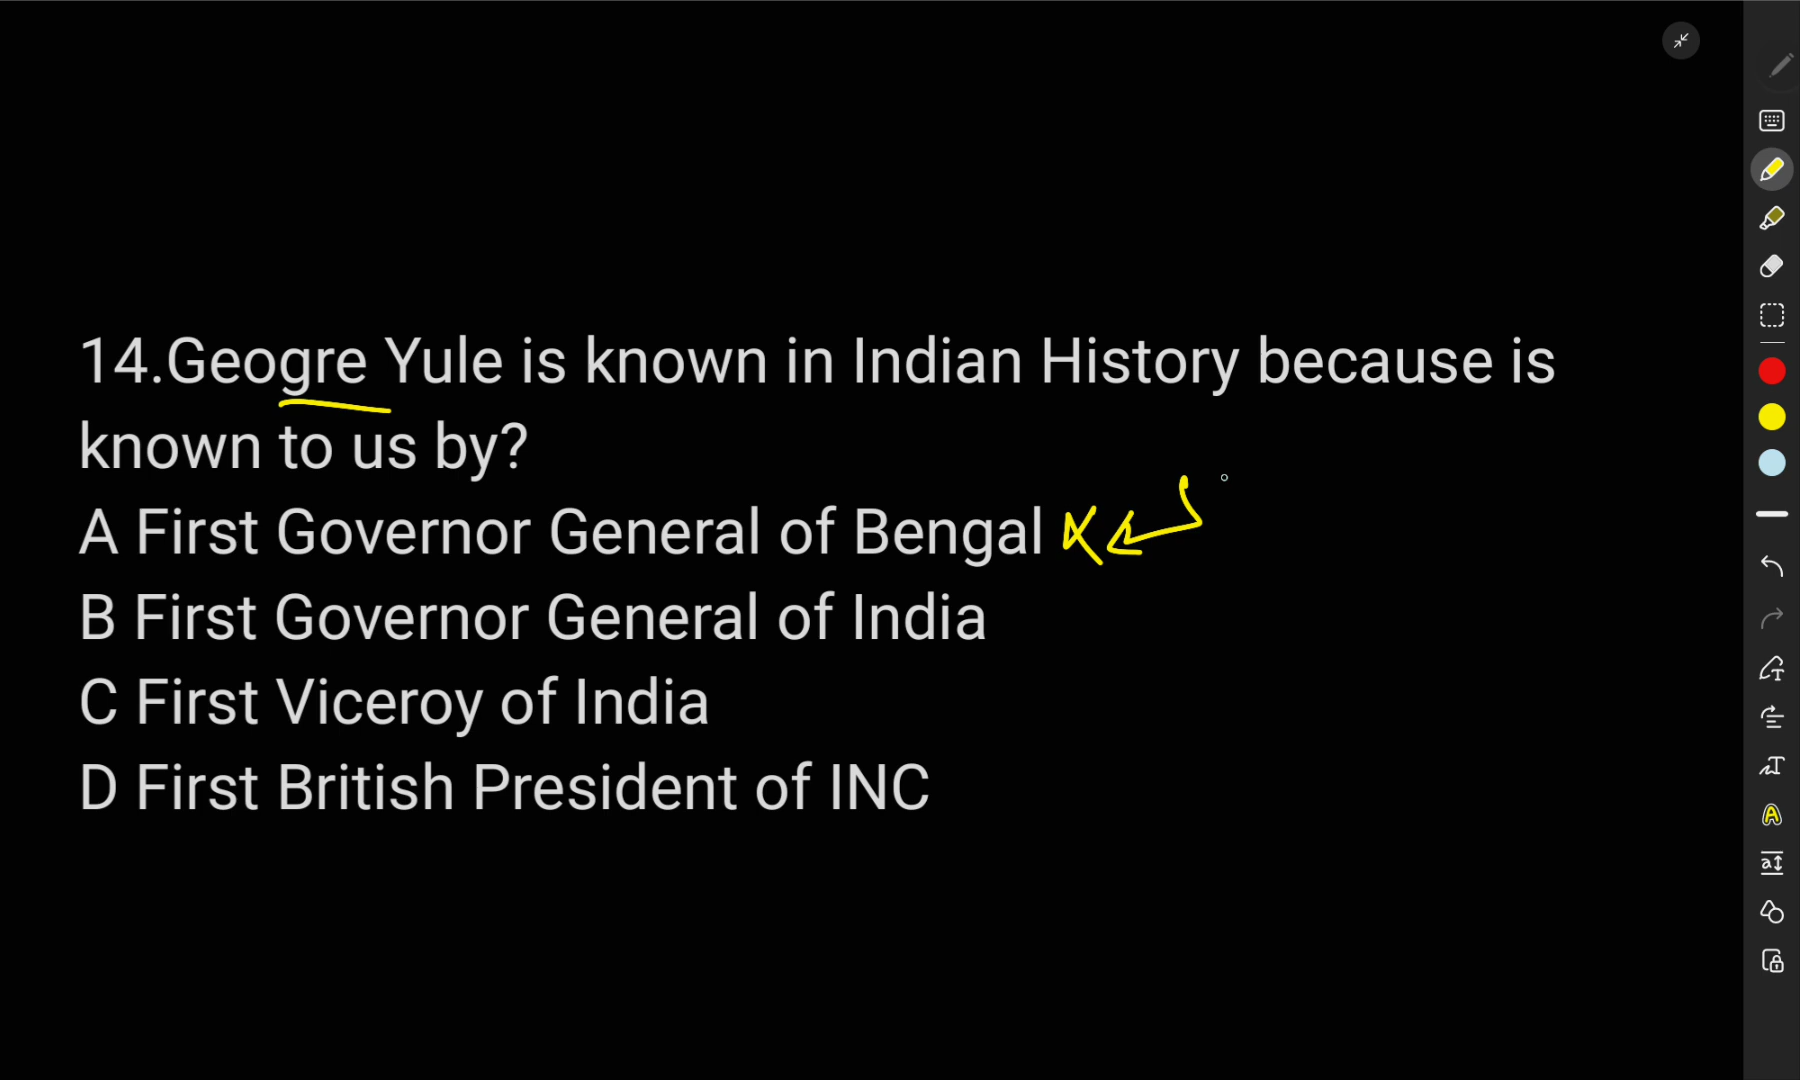 14.Geogre Yule is known in Indian History because is
known to us by?
A First Governor General of Bengal
B First Governor General of India
C First Viceroy of India
D First British President of INC